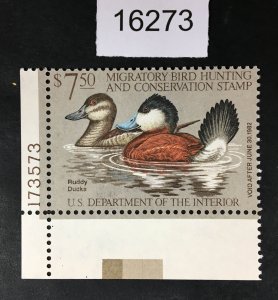 16273
$7.50
MIGRATORY BIRD HUNTING
AND CONSERVATION STAMP
Ruddy
Ducks
VOID AFTER JUNE 30, 1982
U.S. DEPARTMENT OF THE INTERIOR
173573